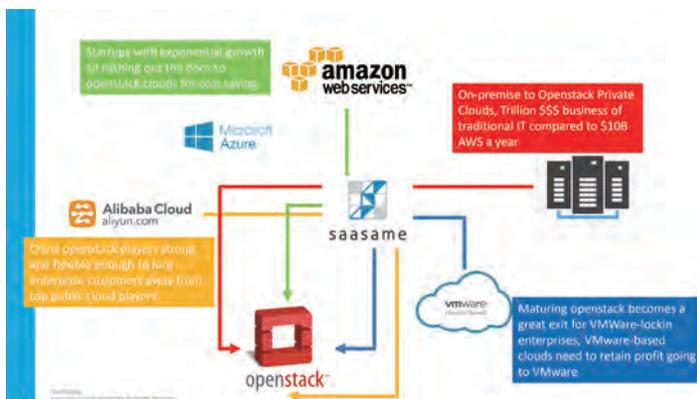 Startups with exponential growth
all rushing out the door to
openstack clouds for cost saving
amazon
web services™
On-premise to Openstack Private
Clouds, Trillion $$$ business of
traditional IT compared to $10B
AWS a year
Microsoft
Azure
Alibaba Cloud
aliyun.com
saasame
China openstack players strong
and flexible enough to lure
enterprise customers away from
top public cloud players
vmware
Maturing openstack becomes a
great exit for VMWare-lockin
enterprises, VMware-based
clouds need to retain profit going
to VMware
openstack™